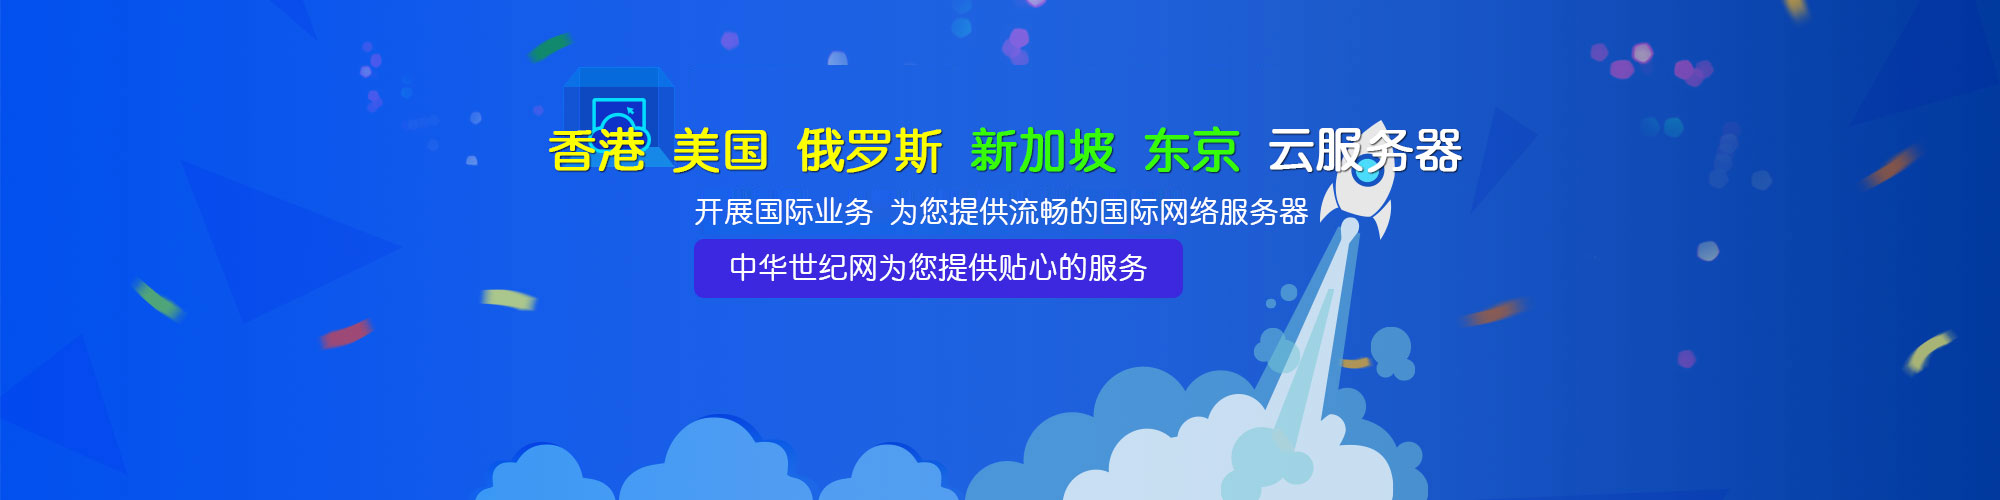 香港 美国 俄罗斯 新加坡 东京 云服务器
开展国际业务 为您提供流畅的国际网络服务器
中华世纪网为您提供贴心的服务